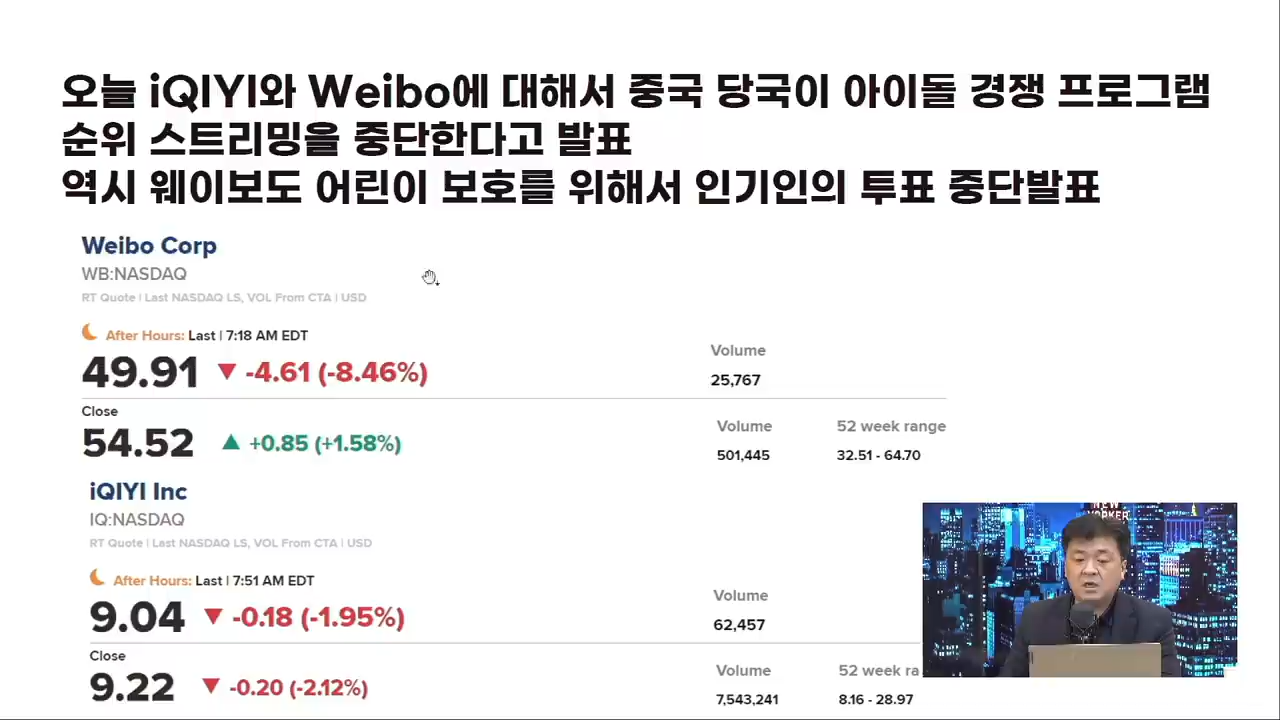 오늘 iQIYI와 Weibo에 대해서 중국 당국이 아이돌 경쟁 프로그램
순위 스트리밍을 중단한다고 발표
역시 웨이보도 어린이 보호를 위해서 인기인의 투표 중단발표
Weibo Corp
WB:NASDAQ
RT Quote | Last NASDAQ LS, VOL From CTA | USD
After Hours: Last | 7:18 AM EDT
49.91 ▼ -4.61 (-8.46%)
Volume
25,767
Close
54.52 ▲ +0.85 (+1.58%)
Volume 52 week range
501,445 32.51 - 64.70
iQIYI Inc
IQ:NASDAQ
RT Quote | Last NASDAQ LS, VOL From CTA | USD
After Hours: Last | 7:51 AM EDT
9.04 ▼ -0.18 (-1.95%)
Volume
62,457
Close
9.22 ▼ -0.20 (-2.12%)
Volume 52 week ra
7,543,241 8.16 - 28.97
NEW
YORKER